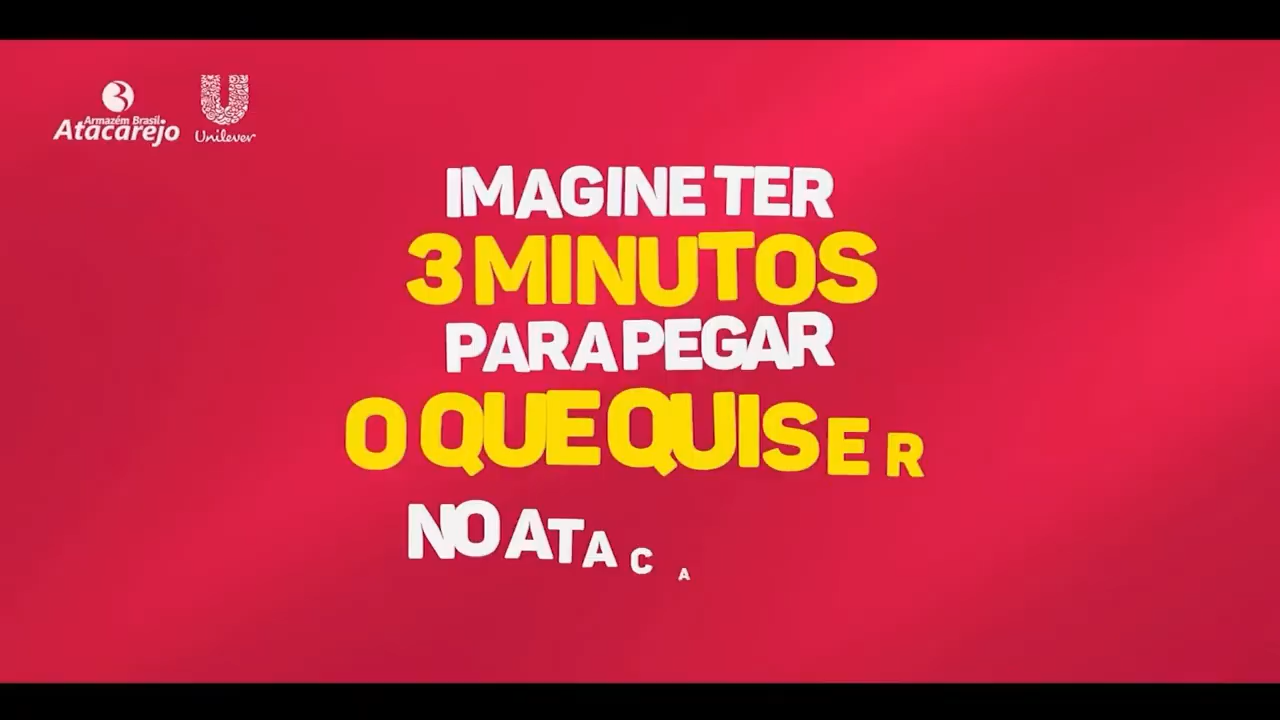 Armazém Brasil
Atacarejo
Unilever
IMAGINE TER
3 MINUTOS
PARA PEGAR
O QUE QUISER
NO ATACA